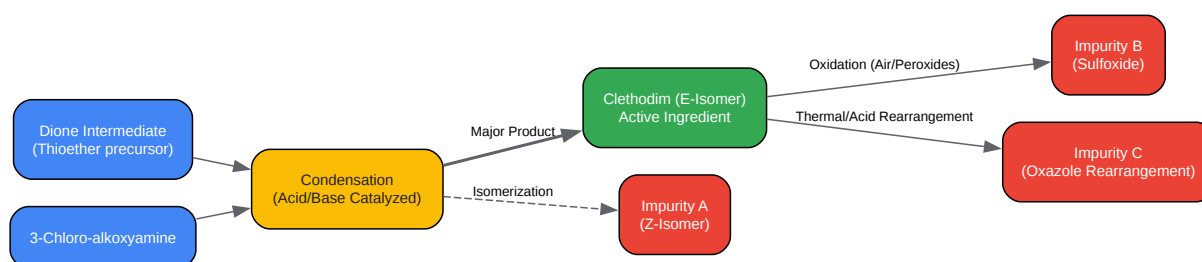 Dione Intermediate
(Thioether precursor)
3-Chloro-alkoxyamine
Condensation
(Acid/Base Catalyzed)
Major Product
Isomerization
Clethodim (E-Isomer)
Active Ingredient
Impurity A
(Z-Isomer)
Oxidation (Air/Peroxides)
Thermal/Acid Rearrangement
Impurity B
(Sulfoxide)
Impurity C
(Oxazole Rearrangement)